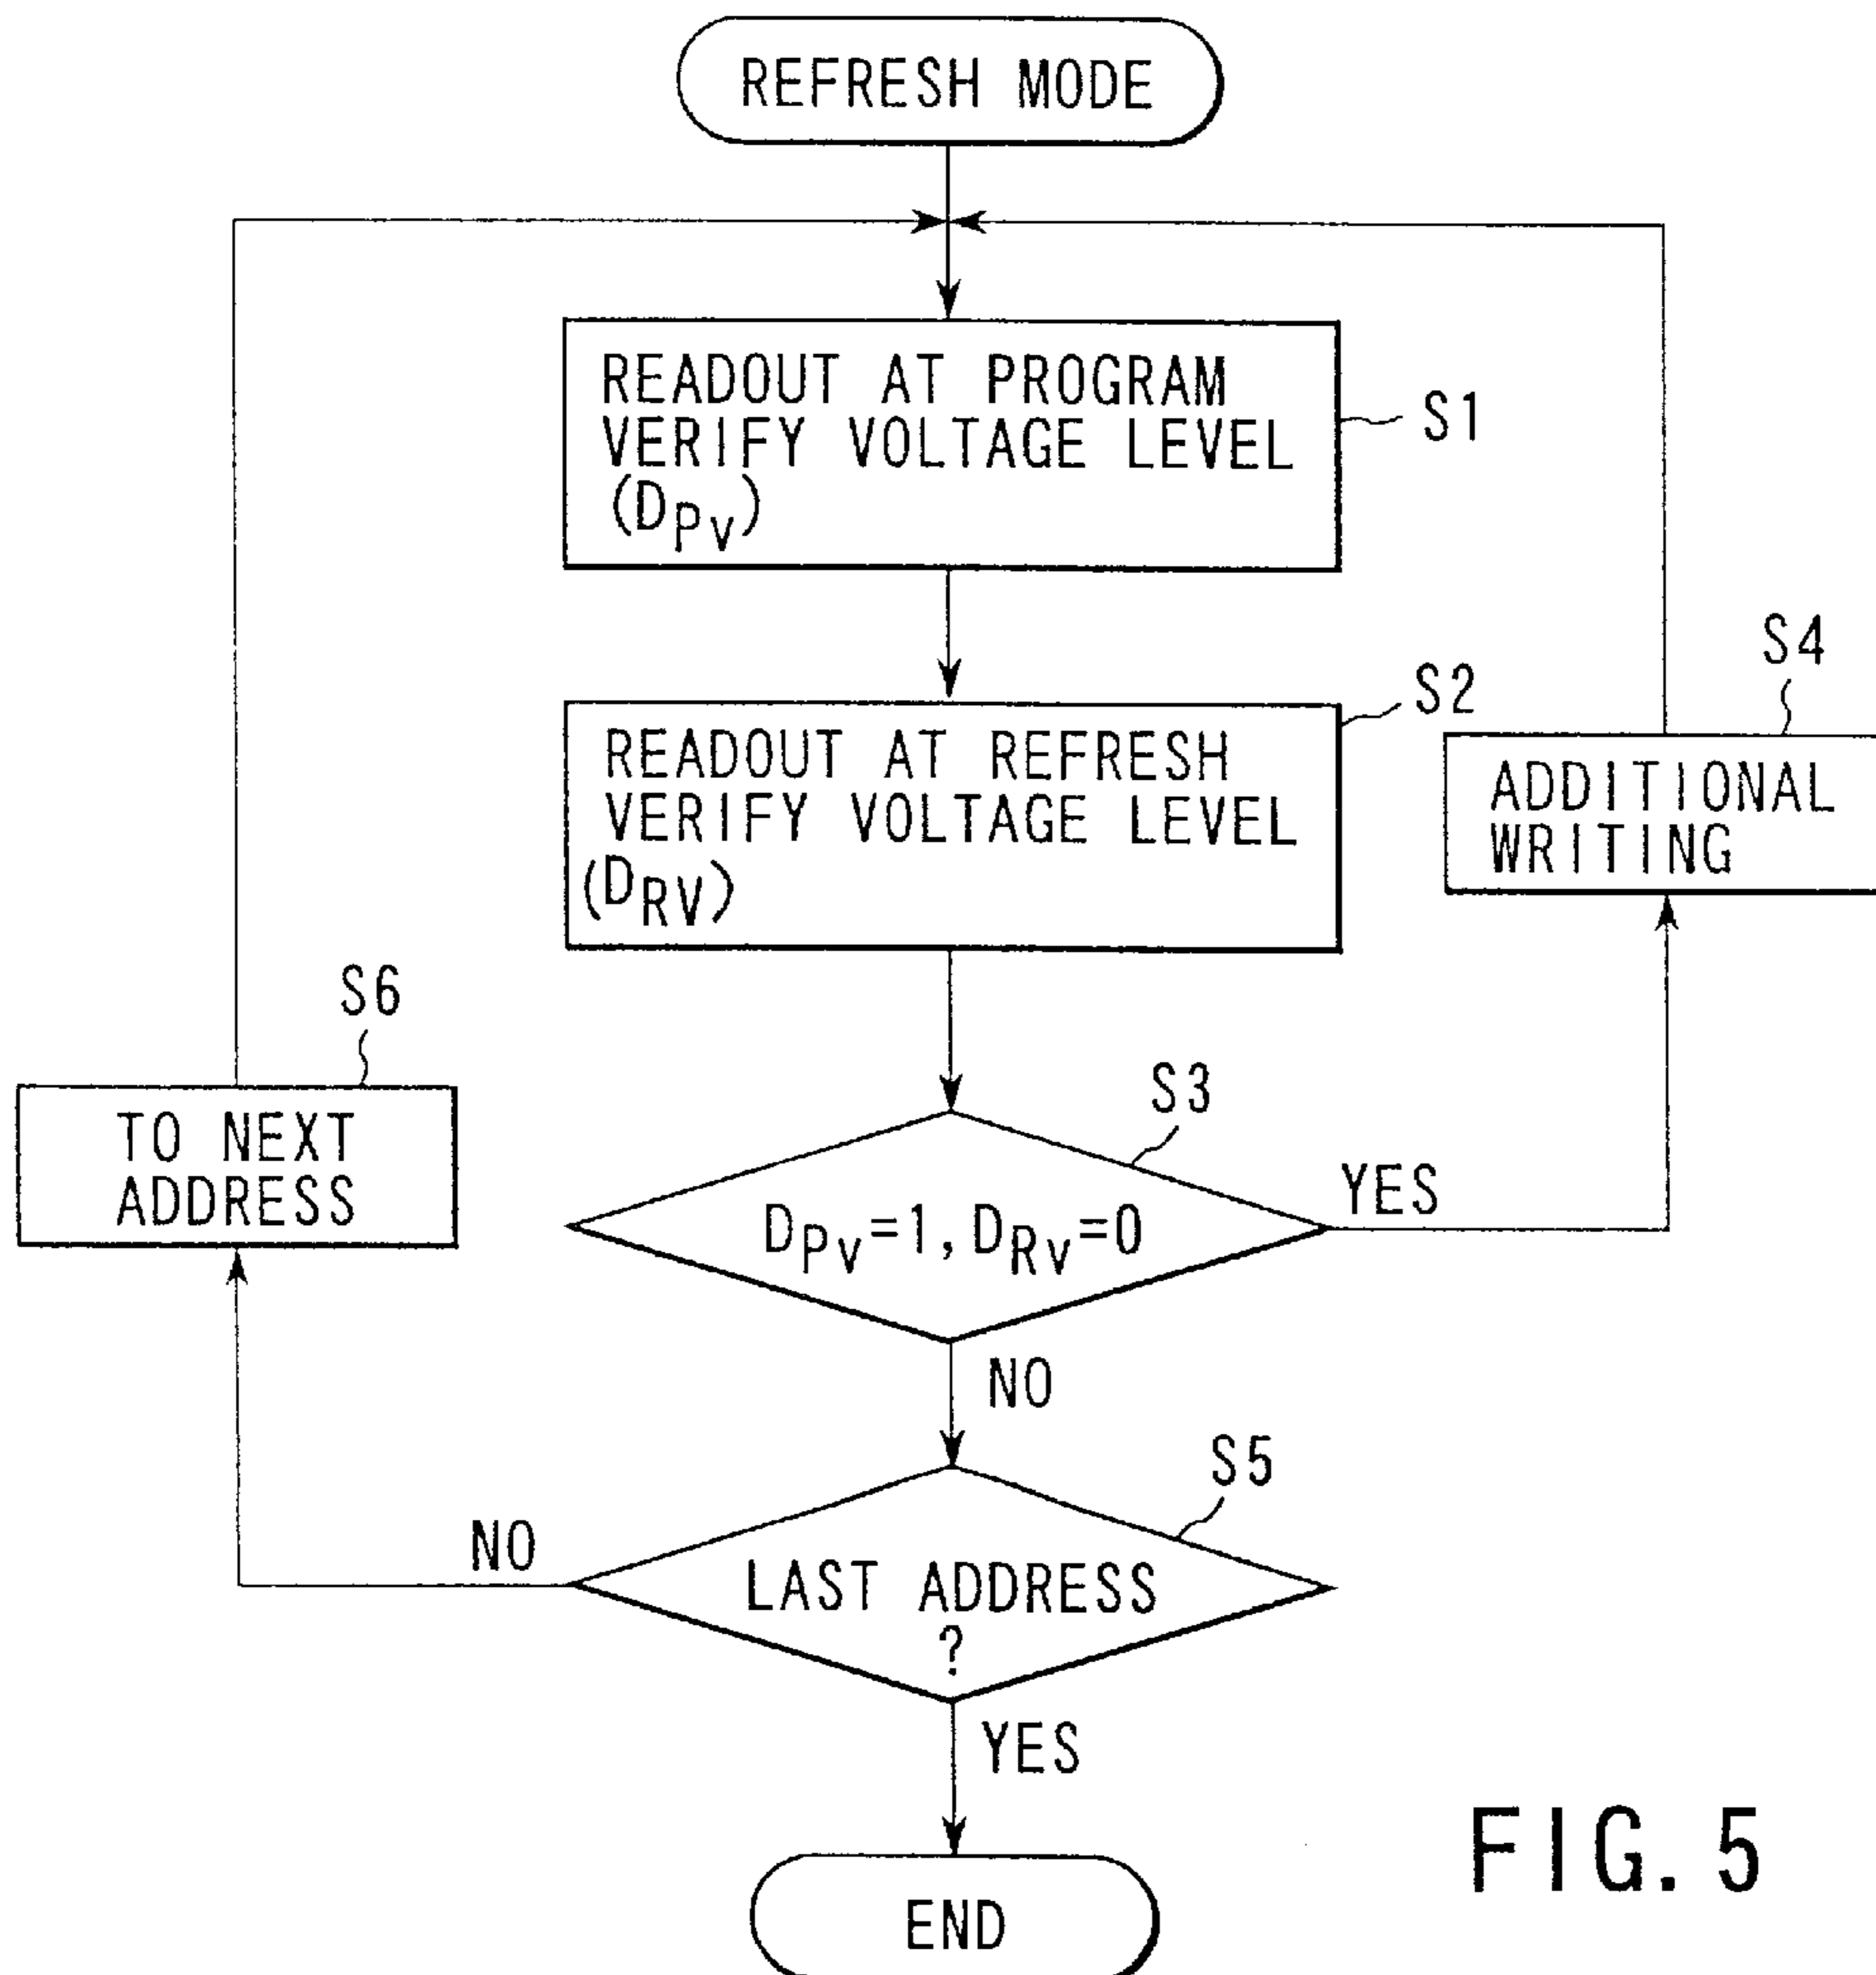 REFRESH MODE
READOUT AT PROGRAM
VERIFY VOLTAGE LEVEL
(DPV)
S1
READOUT AT REFRESH
VERIFY VOLTAGE LEVEL
(DRV)
S2
S4
ADDITIONAL
WRITING
S6
TO NEXT
ADDRESS
S3
DPV=1, DRV=0
YES
NO
S5
LAST ADDRESS
?
NO
YES
END
FIG. 5